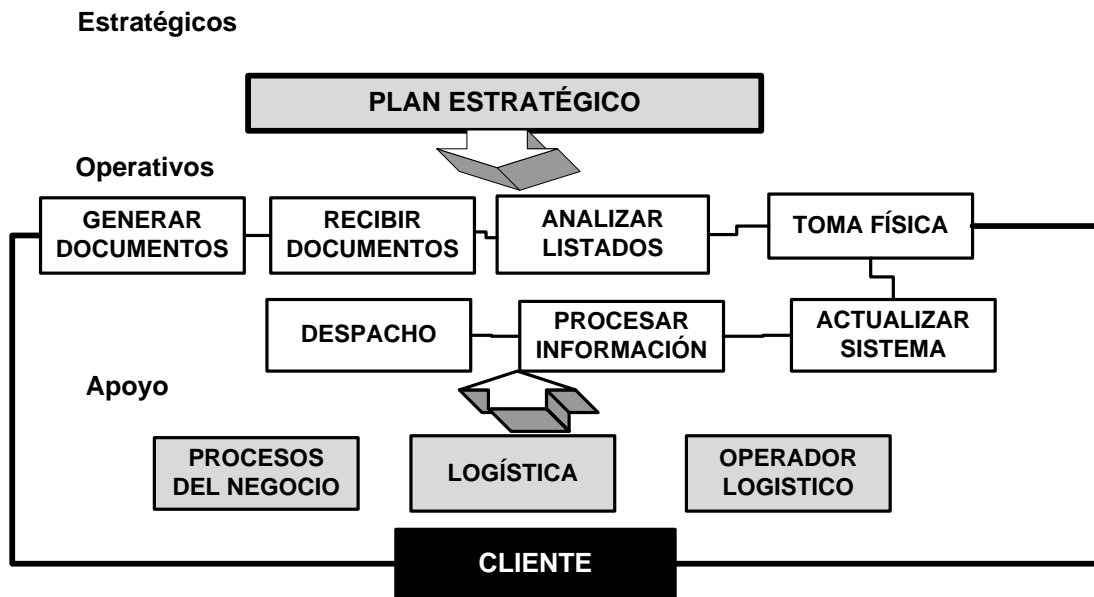 Estratégicos
PLAN ESTRATÉGICO
Operativos
GENERAR
DOCUMENTOS
RECIBIR
DOCUMENTOS
ANALIZAR
LISTADOS
TOMA FÍSICA
DESPACHO
PROCESAR
INFORMACIÓN
ACTUALIZAR
SISTEMA
Apoyo
PROCESOS
DEL NEGOCIO
LOGÍSTICA
OPERADOR
LOGISTICO
CLIENTE